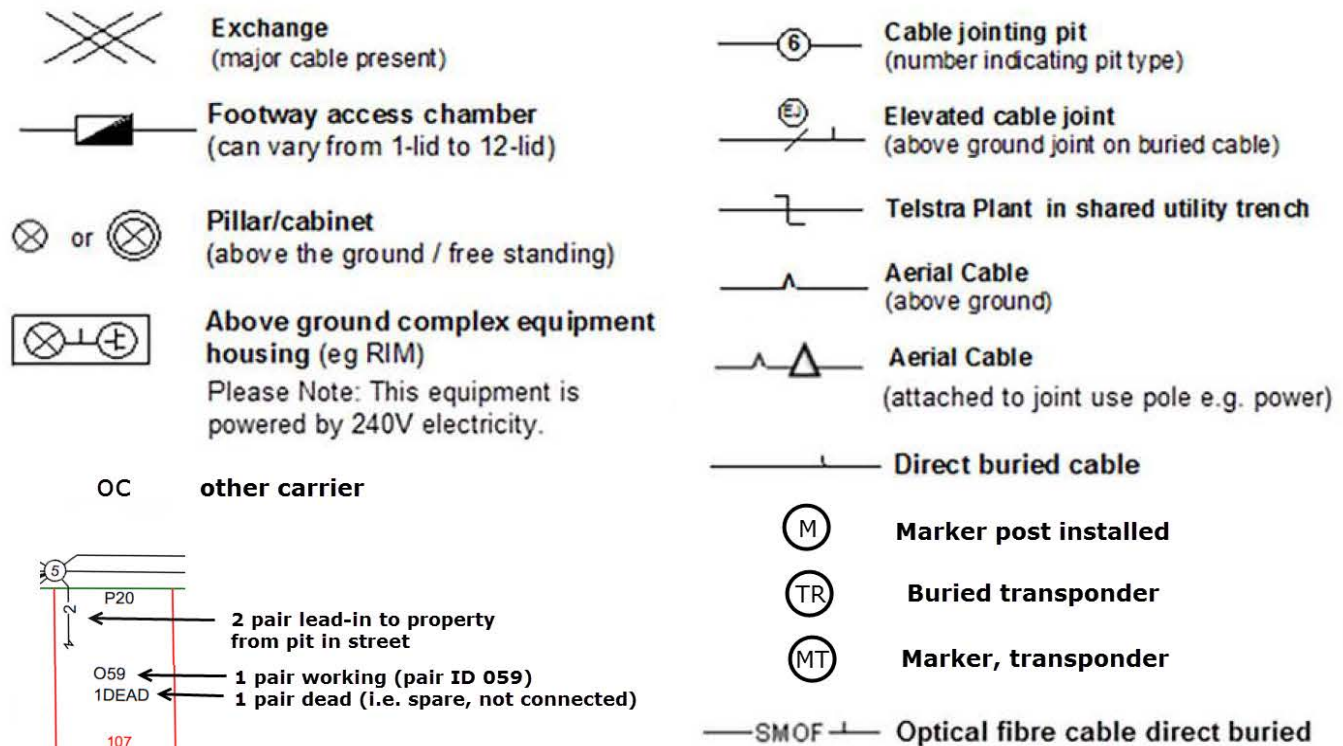 Exchange
(major cable present)
Footway access chamber
(can vary from 1-lid to 12-lid)
or
Pillar/cabinet
(above the ground / free standing)
Above ground complex equipment
housing (eg RIM)
Please Note: This equipment is
powered by 240V electricity.
OC other carrier
5
P20
2
2 pair lead-in to property
from pit in street
O59
1 pair working (pair ID 059)
1DEAD
1 pair dead (i.e. spare, not connected)
107
6
Cable jointing pit
(number indicating pit type)
EJ
Elevated cable joint
(above ground joint on buried cable)
Telstra Plant in shared utility trench
Aerial Cable
(above ground)
Aerial Cable
(attached to joint use pole e.g. power)
Direct buried cable
M Marker post installed
TR Buried transponder
MT Marker, transponder
SMOF Optical fibre cable direct buried